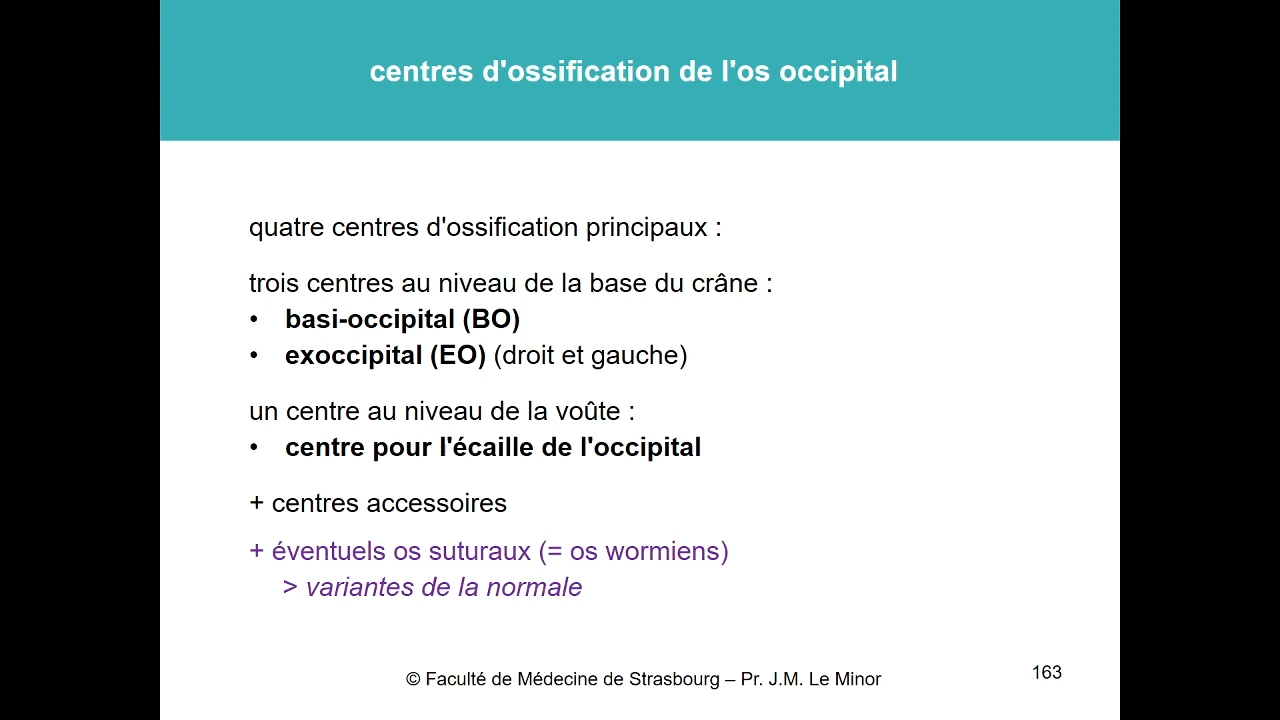 centres d'ossification de l'os occipital
quatre centres d'ossification principaux :
trois centres au niveau de la base du crâne :
• basi-occipital (BO)
• exoccipital (EO) (droit et gauche)
un centre au niveau de la voûte :
• centre pour l'écaille de l'occipital
+ centres accessoires
+ éventuels os suturaux (= os wormiens)
> variantes de la normale
© Faculté de Médecine de Strasbourg – Pr. J.M. Le Minor
163